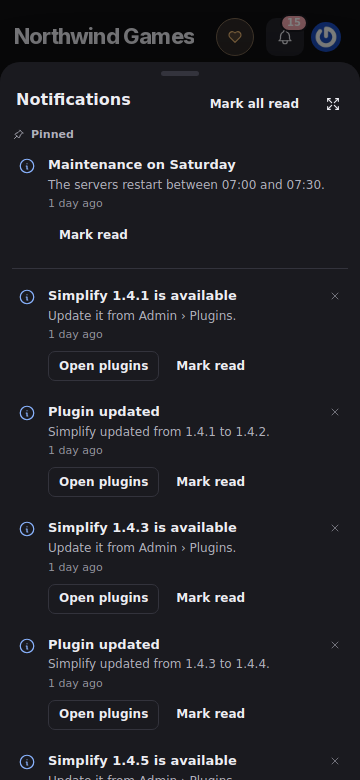 Northwind Games
15
Notifications
Mark all read
Pinned
Maintenance on Saturday
The servers restart between 07:00 and 07:30.
1 day ago
Mark read
Simplify 1.4.1 is available
Update it from Admin › Plugins.
1 day ago
Open plugins
Mark read
Plugin updated
Simplify updated from 1.4.1 to 1.4.2.
1 day ago
Open plugins
Mark read
Simplify 1.4.3 is available
Update it from Admin › Plugins.
1 day ago
Open plugins
Mark read
Plugin updated
Simplify updated from 1.4.3 to 1.4.4.
1 day ago
Open plugins
Mark read
Simplify 1.4.5 is available
Update it from Admin › Plugins.